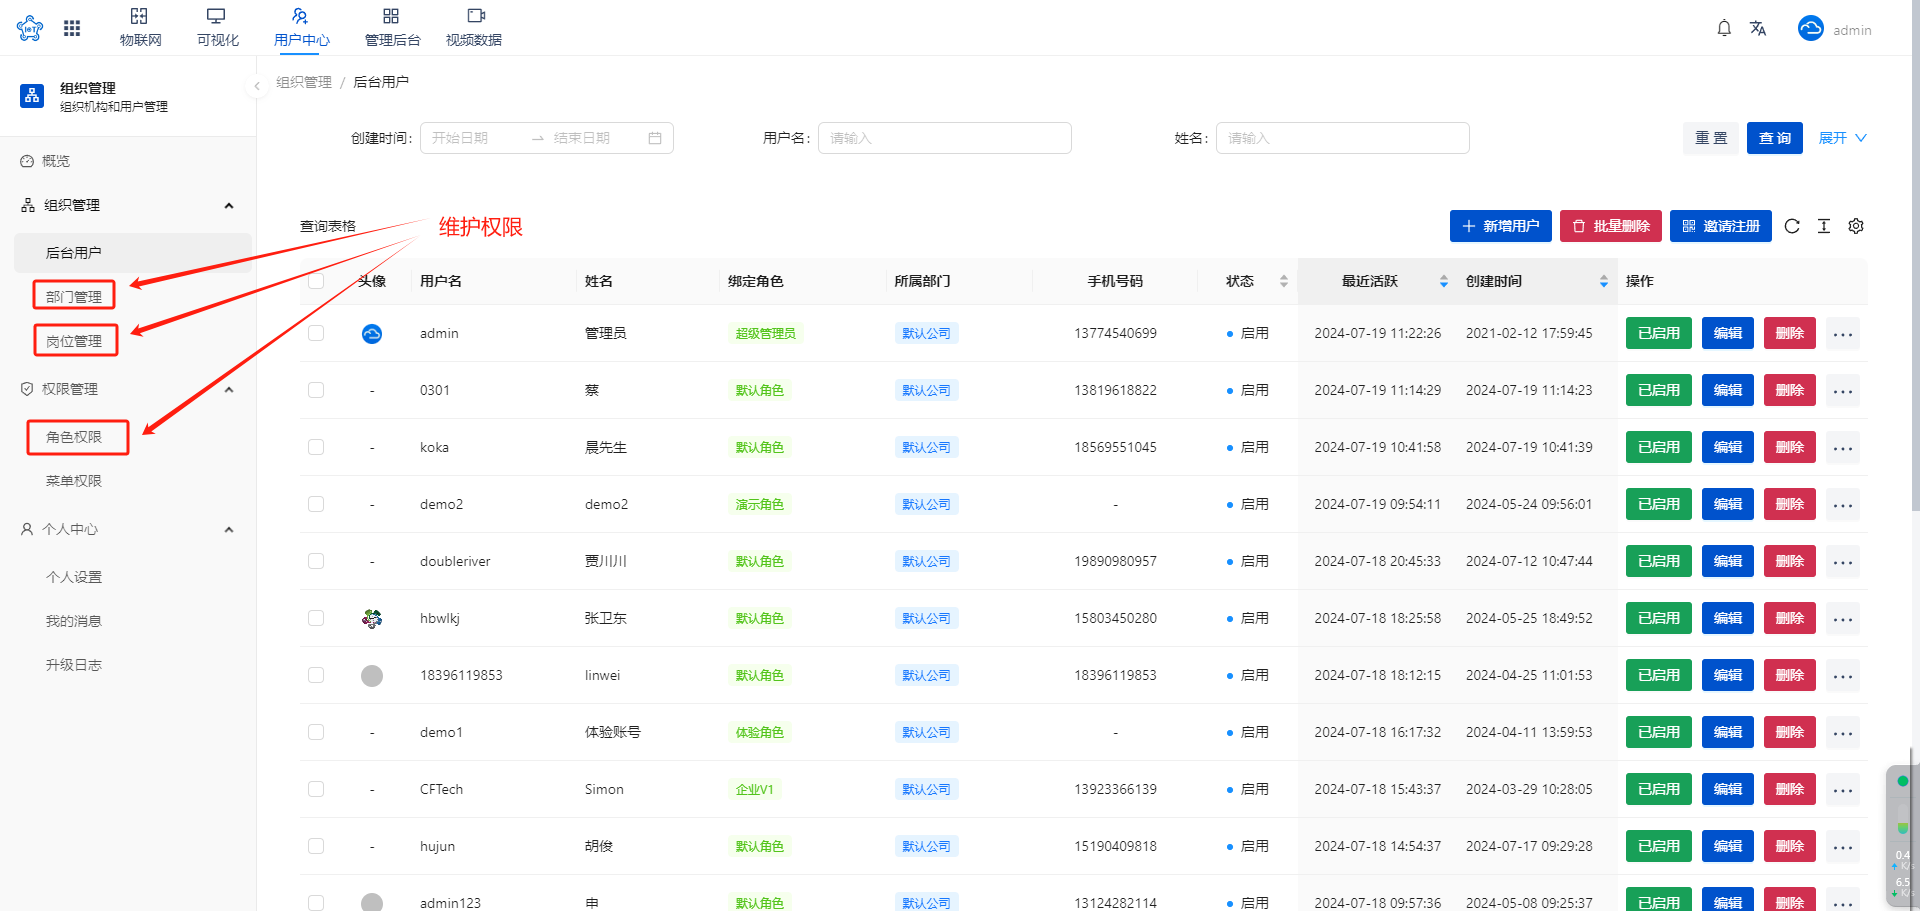 IoT
物联网 可视化 用户中心 管理后台 视频数据 admin
组织管理
组织机构和用户管理
概览
组织管理
后台用户
部门管理
岗位管理
权限管理
角色权限
菜单权限
个人中心
个人设置
我的消息
升级日志
组织管理 / 后台用户
创建时间: 开始日期 → 结束日期 用户名: 请输入 姓名: 请输入 重 置 查 询 展开
维护权限
查询表格 + 新增用户 批量删除 邀请注册
头像 用户名 姓名 绑定角色 所属部门 手机号码 状态 最近活跃 创建时间 操作
admin 管理员 超级管理员 默认公司 13774540699 启用 2024-07-19 11:22:26 2021-02-12 17:59:45 已启用 编辑 删除 ...
- 0301 蔡 默认角色 默认公司 13819618822 启用 2024-07-19 11:14:29 2024-07-19 11:14:23 已启用 编辑 删除 ...
- koka 晨先生 默认角色 默认公司 18569551045 启用 2024-07-19 10:41:58 2024-07-19 10:41:39 已启用 编辑 删除 ...
- demo2 demo2 演示角色 默认公司 - 启用 2024-07-19 09:54:11 2024-05-24 09:56:01 已启用 编辑 删除 ...
- doubleriver 贾川川 默认角色 默认公司 19890980957 启用 2024-07-18 20:45:33 2024-07-12 10:47:44 已启用 编辑 删除 ...
hbwlkj 张卫东 默认角色 默认公司 15803450280 启用 2024-07-18 18:25:58 2024-05-25 18:49:52 已启用 编辑 删除 ...
18396119853 linwei 默认角色 默认公司 18396119853 启用 2024-07-18 18:12:15 2024-04-25 11:01:53 已启用 编辑 删除 ...
- demo1 体验账号 体验角色 默认公司 - 启用 2024-07-18 16:17:32 2024-04-11 13:59:53 已启用 编辑 删除 ...
- CFTech Simon 企业V1 默认公司 13923366139 启用 2024-07-18 15:43:37 2024-03-29 10:28:05 已启用 编辑 删除 ...
- hujun 胡俊 默认角色 默认公司 15190409818 启用 2024-07-18 14:54:37 2024-07-17 09:29:28 已启用 编辑 删除 ...
admin123 申 默认角色 默认公司 13124282114 启用 2024-07-18 09:57:36 2024-05-08 09:25:37 已启用 编辑 删除 ...
0.4
K/s
6.5
K/s